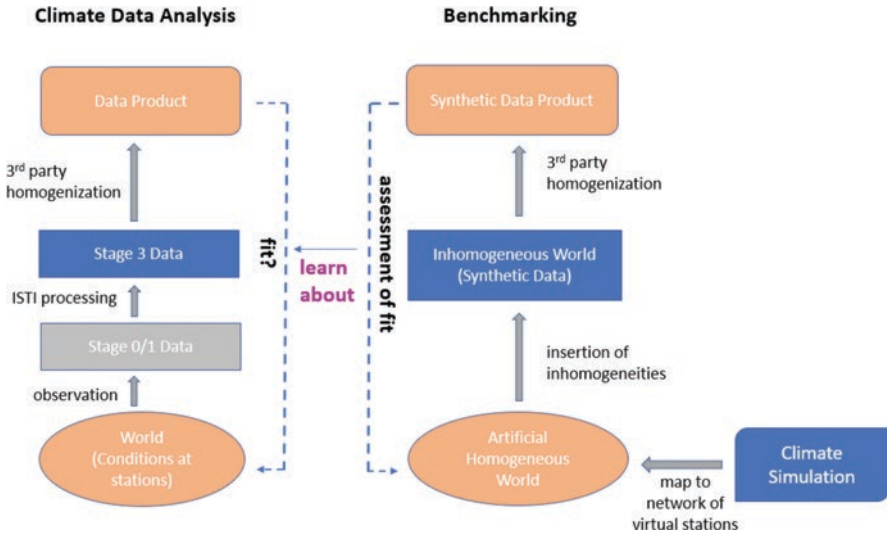 Climate Data Analysis
Data Product
3rd party
homogenization
Stage 3 Data
ISTI processing
Stage 0/1 Data
observation
World
(Conditions at
stations)
fit?
learn
about
Benchmarking
Synthetic Data Product
3rd party
homogenization
assessment of fit
Inhomogeneous World
(Synthetic Data)
insertion of
inhomogeneities
Artificial
Homogeneous
World
map to
network of
virtual stations
Climate
Simulation